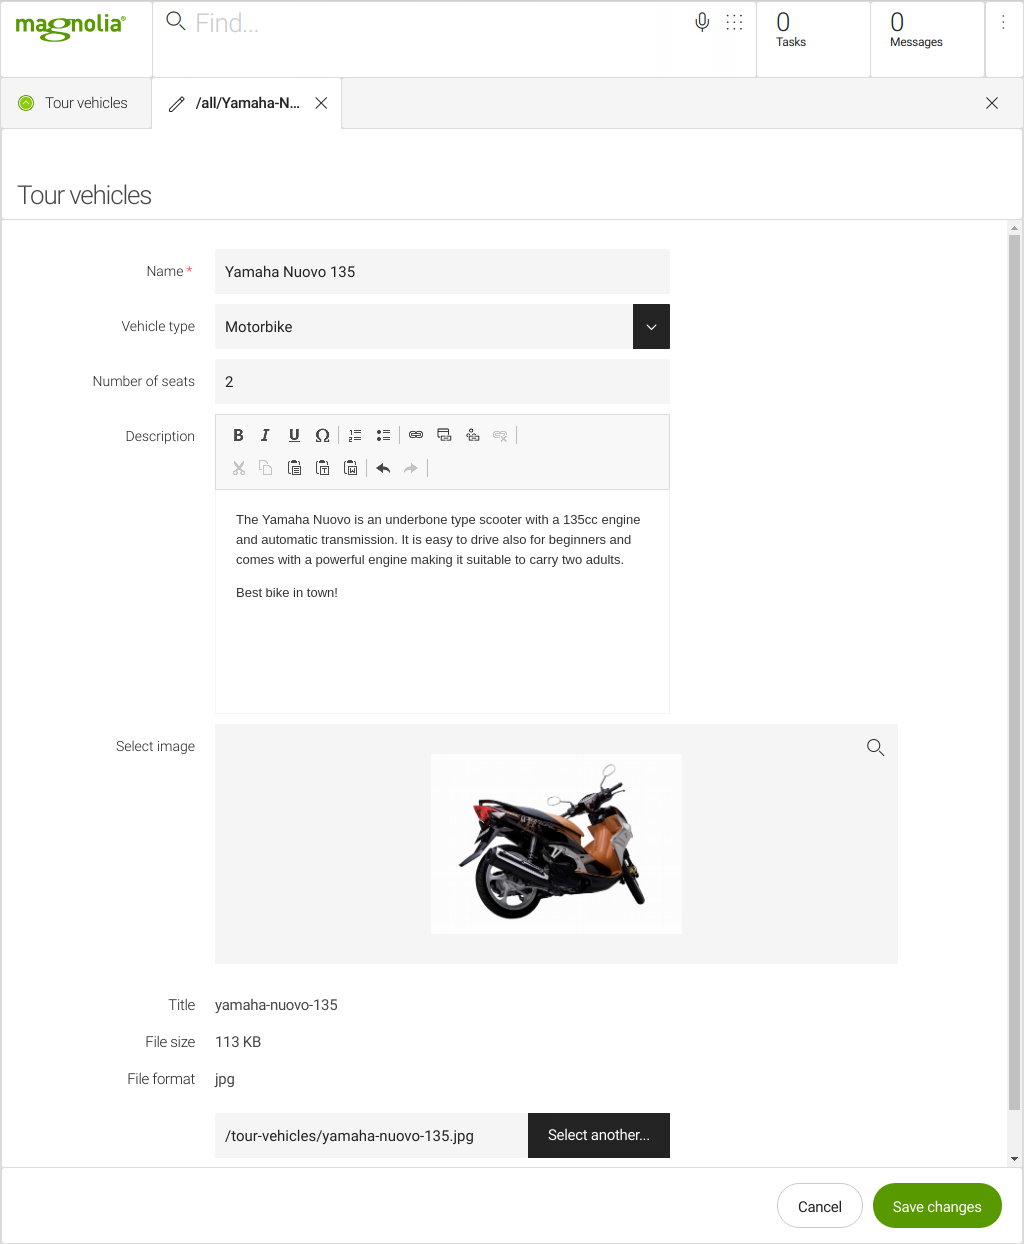 magnolia®
Find...
0
Tasks
0
Messages
Tour vehicles
/all/Yamaha-N...
Tour vehicles
Name *
Yamaha Nuovo 135
Vehicle type
Motorbike
Number of seats
2
Description
B I U Ω
The Yamaha Nuovo is an underbone type scooter with a 135cc engine
and automatic transmission. It is easy to drive also for beginners and
comes with a powerful engine making it suitable to carry two adults.
Best bike in town!
Select image
Title
yamaha-nuovo-135
File size
113 KB
File format
jpg
/tour-vehicles/yamaha-nuovo-135.jpg
Select another...
Cancel
Save changes